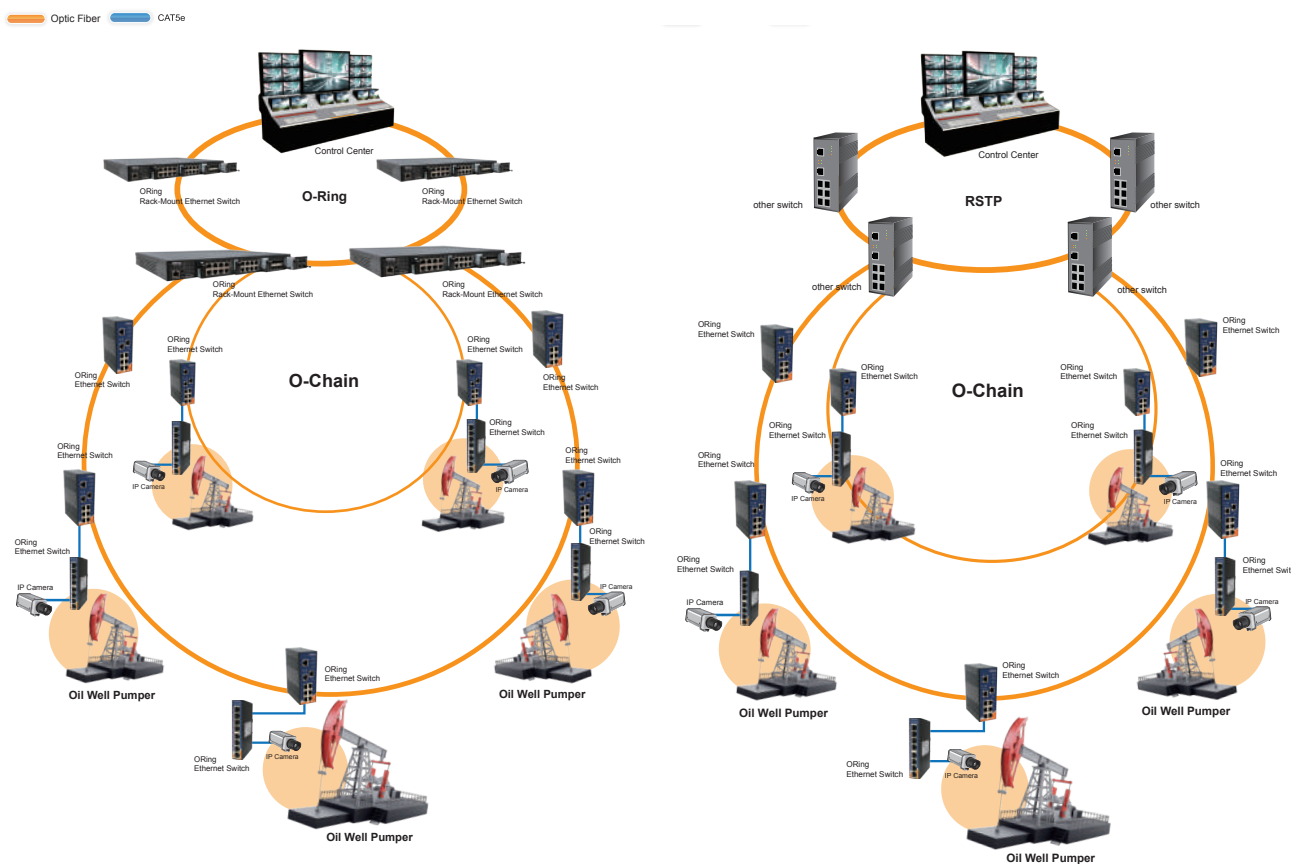 Optic Fiber
CAT5e
Control Center
ORing
Rack-Mount Ethernet Switch
ORing
Rack-Mount Ethernet Switch
O-Ring
ORing
Rack-Mount Ethernet Switch
ORing
Rack-Mount Ethernet Switch
ORing
Ethernet Switch
ORing
Ethernet Switch
ORing
Ethernet Switch
ORing
Ethernet Switch
O-Chain
ORing
Ethernet Switch
ORing
Ethernet Switch
ORing
Ethernet Switch
ORing
Ethernet Switch
IP Camera
IP Camera
ORing
Ethernet Switch
ORing
Ethernet Switch
IP Camera
IP Camera
Oil Well Pumper
Oil Well Pumper
ORing
Ethernet Switch
ORing
Ethernet Switch
IP Camera
Oil Well Pumper
Control Center
other switch
RSTP
other switch
other switch
other switch
ORing
Ethernet Switch
ORing
Ethernet Switch
ORing
Ethernet Switch
ORing
Ethernet Switch
O-Chain
ORing
Ethernet Switch
ORing
Ethernet Switch
ORing
Ethernet Switch
ORing
Ethernet Switch
IP Camera
IP Camera
ORing
Ethernet Switch
ORing
Ethernet Swit
IP Camera
IP Camera
Oil Well Pumper
Oil Well Pumper
ORing
Ethernet Switch
ORing
Ethernet Switch
IP Camera
Oil Well Pumper